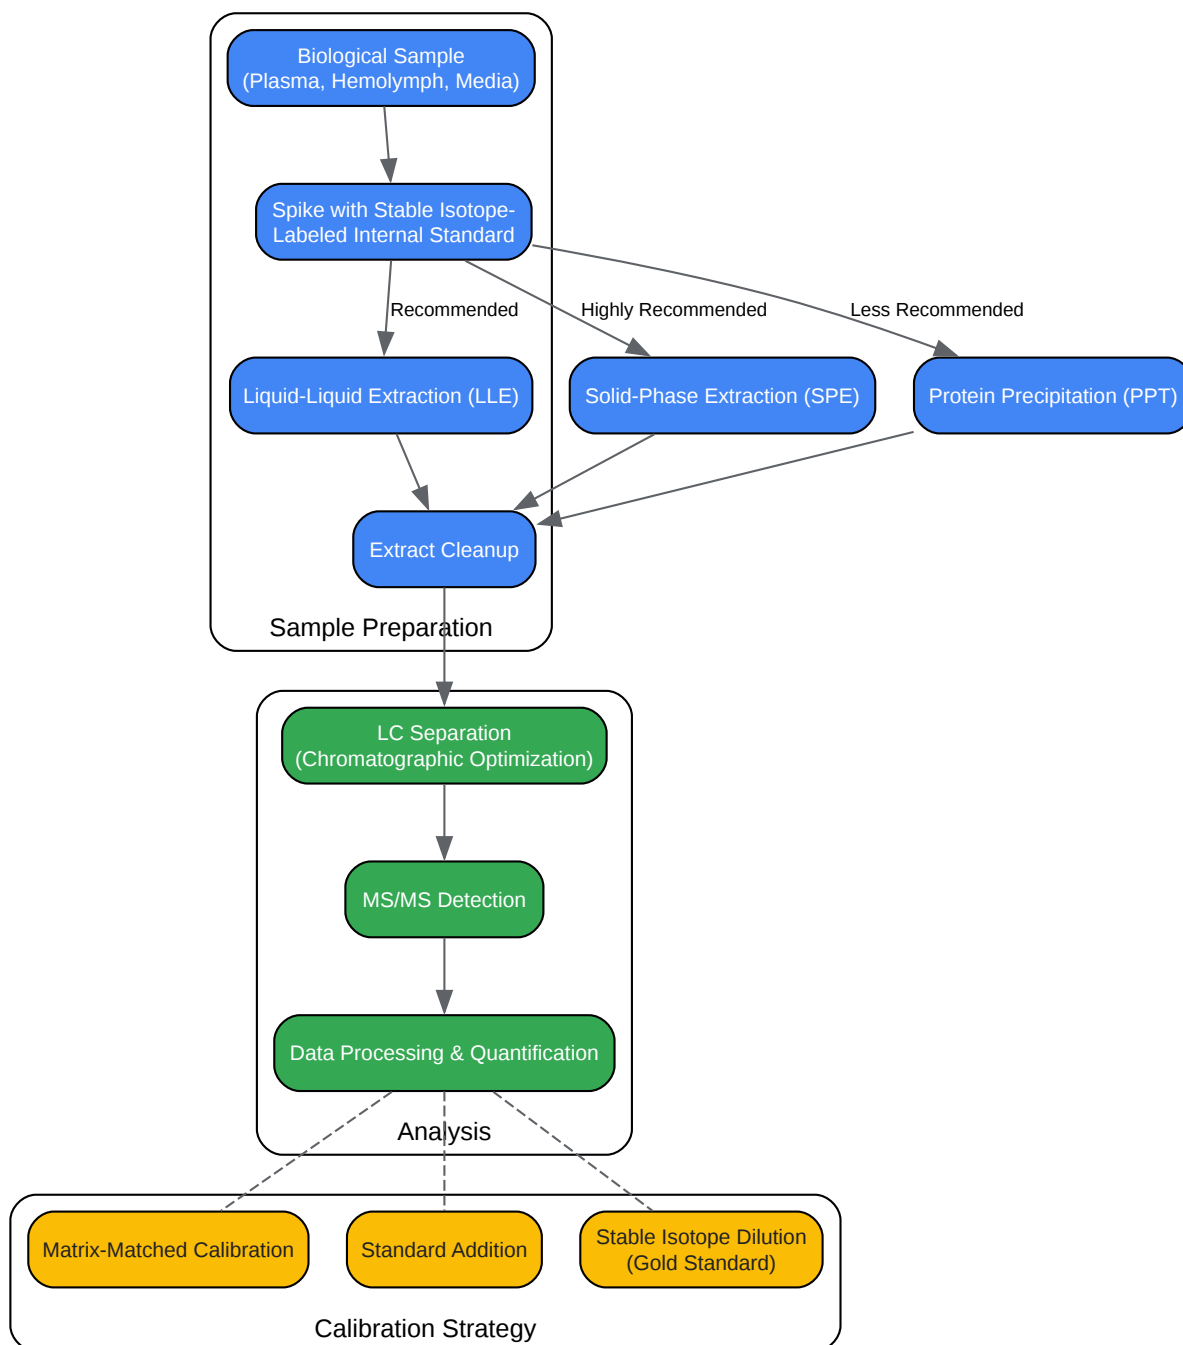 Biological Sample
(Plasma, Hemolymph, Media)
Spike with Stable Isotope-
Labeled Internal Standard
Recommended
Highly Recommended
Less Recommended
Liquid-Liquid Extraction (LLE)
Solid-Phase Extraction (SPE)
Protein Precipitation (PPT)
Extract Cleanup
Sample Preparation
LC Separation
(Chromatographic Optimization)
MS/MS Detection
Data Processing & Quantification
Analysis
Matrix-Matched Calibration
Standard Addition
Stable Isotope Dilution
(Gold Standard)
Calibration Strategy